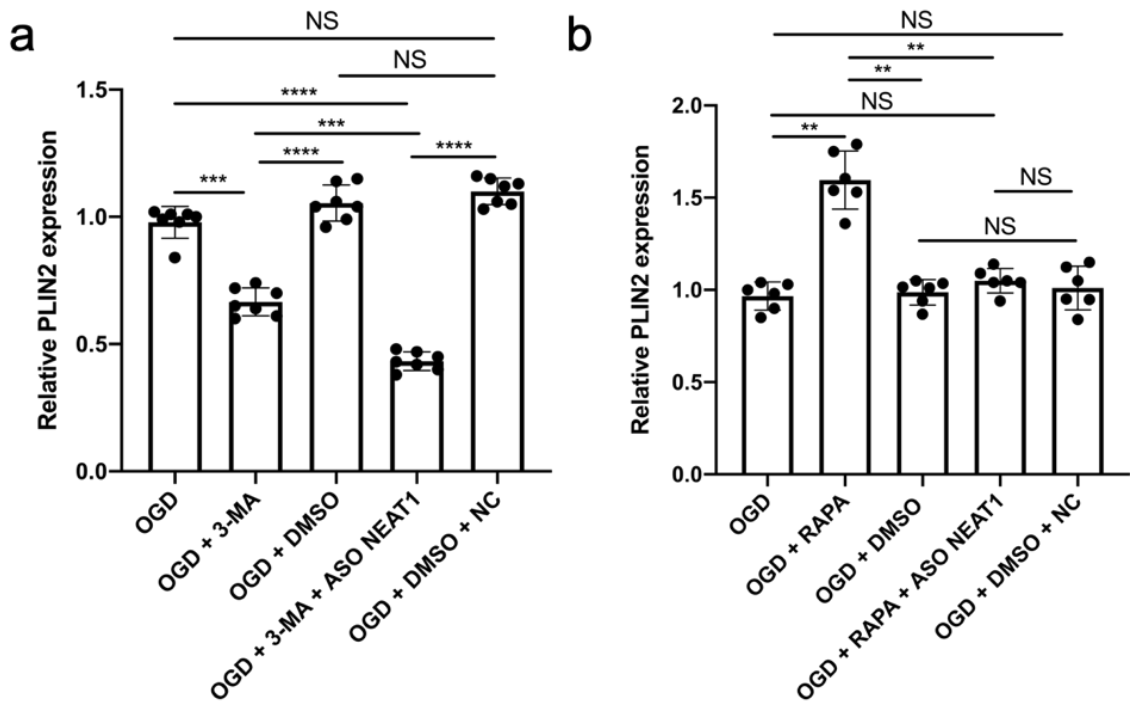 a
NS
NS
****
***
****
***
****
1.5
1.0
0.5
0.0
Relative PLIN2 expression
OGD
OGD + 3-MA
OGD + DMSO
OGD + 3-MA + ASO NEAT1
OGD + DMSO + NC
b
NS
**
**
NS
**
NS
NS
2.0
1.5
1.0
0.5
0.0
Relative PLIN2 expression
OGD
OGD + RAPA
OGD + DMSO
OGD + RAPA + ASO NEAT1
OGD + DMSO + NC